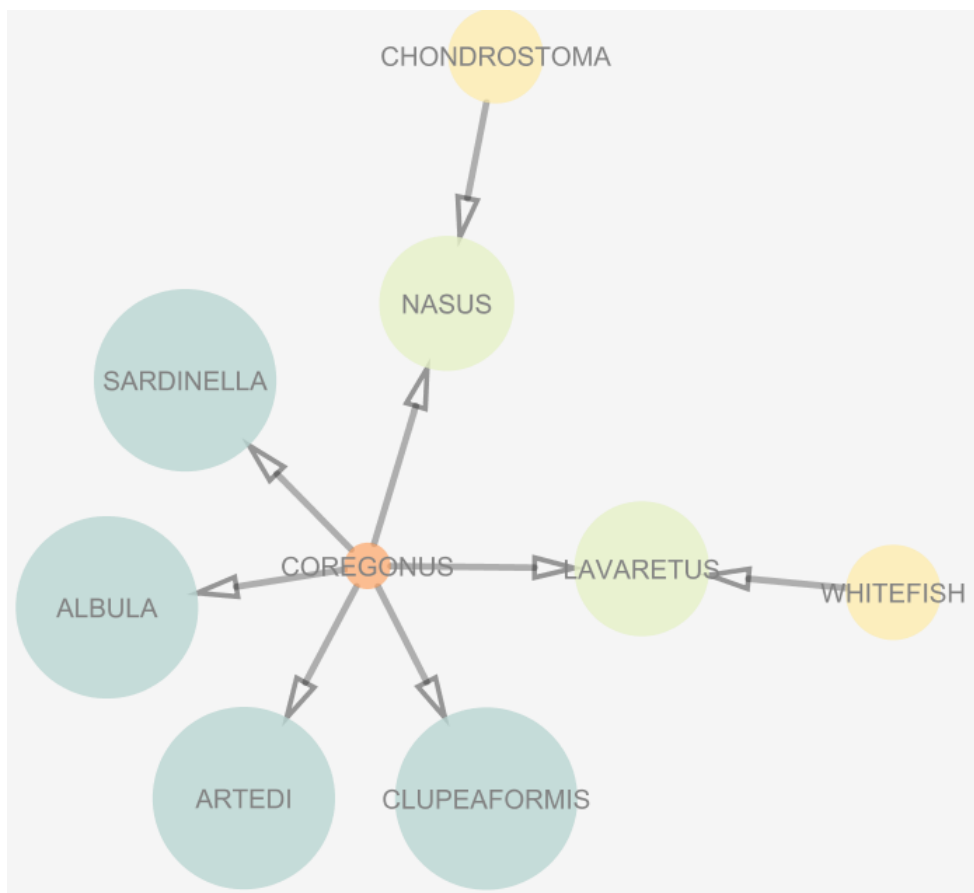 CHONDROSTOMA
NASUS
SARDINELLA
COREGONUS
LAVARETUS
WHITEFISH
ALBULA
ARTEDI
CLUPEAFORMIS